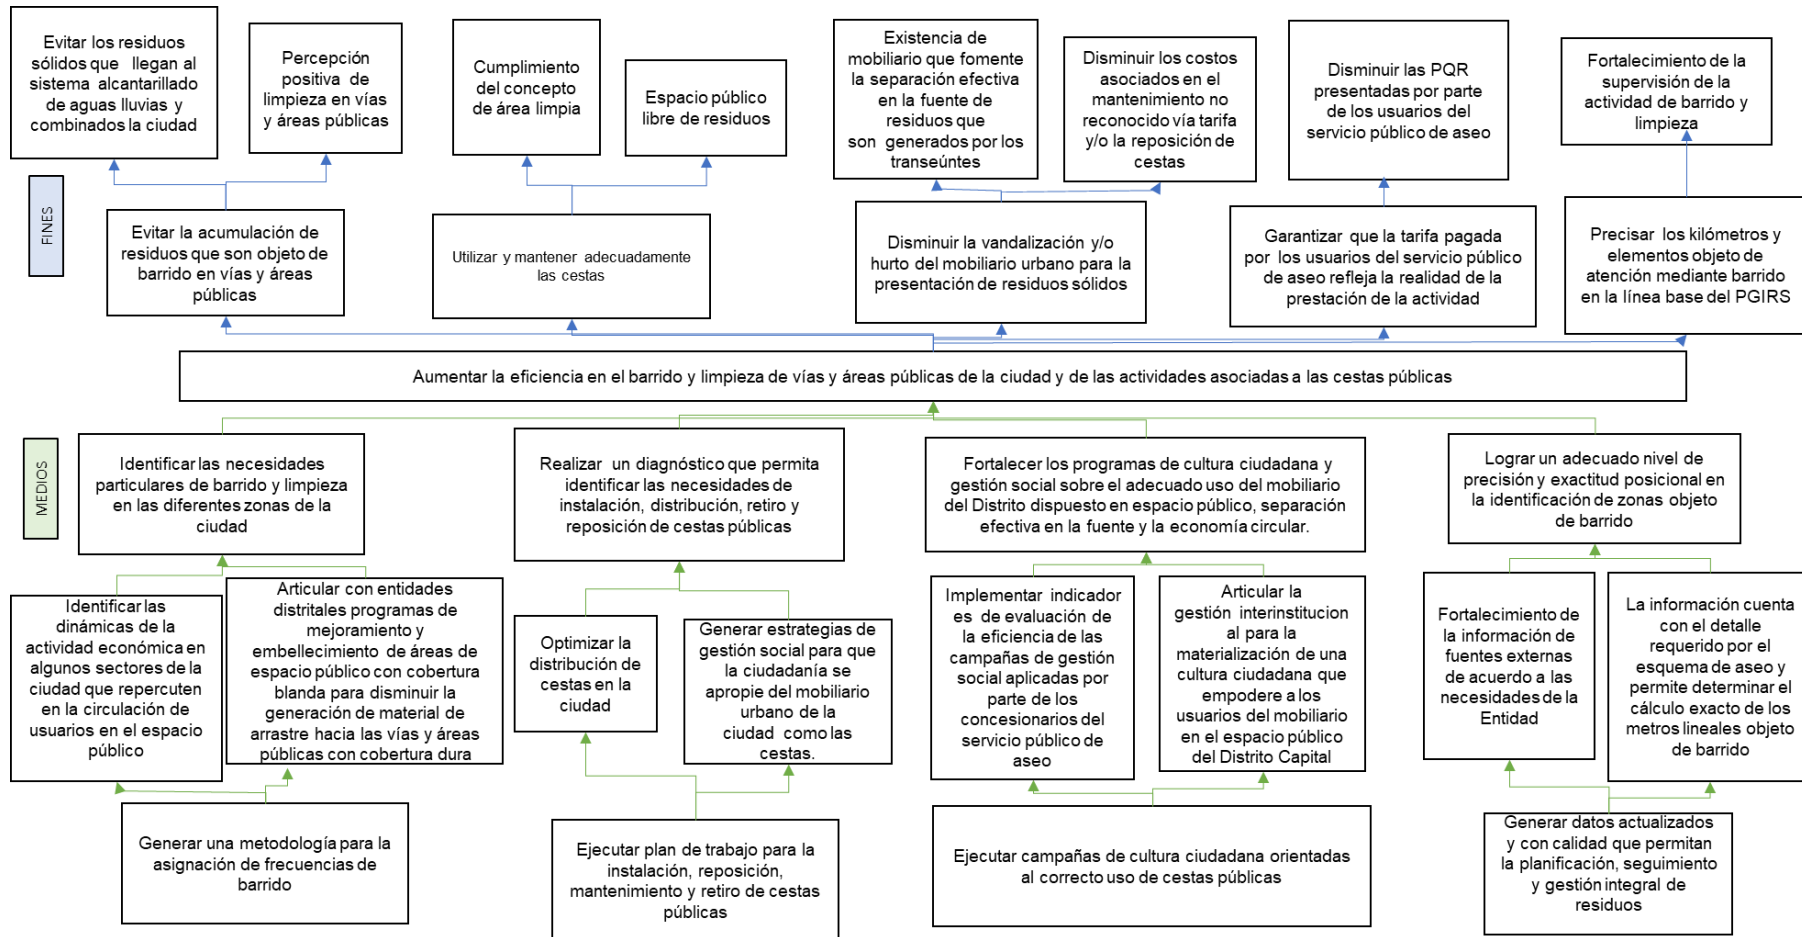 Evitar los residuos
sólidos que llegan al
sistema alcantarillado
de aguas lluvias y
combinados la ciudad
Percepción
positiva de
limpieza en vías
y áreas públicas
Cumplimiento
del concepto
de área limpia
Espacio público
libre de residuos
Existencia de
mobiliario que fomente
la separación efectiva
en la fuente de
residuos que
son generados por los
transeúntes
Disminuir los costos
asociados en el
mantenimiento no
reconocido vía tarifa
y/o la reposición de
cestas
Disminuir las PQR
presentadas por parte
de los usuarios del
servicio público de aseo
Fortalecimiento de la
supervisión de la
actividad de barrido y
limpieza
FINES
Evitar la acumulación de
residuos que son objeto de
barrido en vías y áreas
públicas
Utilizar y mantener adecuadamente
las cestas
Disminuir la vandalización y/o
hurto del mobiliario urbano para la
presentación de residuos sólidos
Garantizar que la tarifa pagada
por los usuarios del servicio público
de aseo refleja la realidad de la
prestación de la actividad
Precisar los kilómetros y
elementos objeto de
atención mediante barrido
en la línea base del PGIRS
Aumentar la eficiencia en el barrido y limpieza de vías y áreas públicas de la ciudad y de las actividades asociadas a las cestas públicas
MEDIOS
Identificar las necesidades
particulares de barrido y limpieza
en las diferentes zonas de la
ciudad
Realizar un diagnóstico que permita
identificar las necesidades de
instalación, distribución, retiro y
reposición de cestas públicas
Fortalecer los programas de cultura ciudadana y
gestión social sobre el adecuado uso del mobiliario
del Distrito dispuesto en espacio público, separación
efectiva en la fuente y la economía circular.
Lograr un adecuado nivel de
precisión y exactitud posicional en
la identificación de zonas objeto
de barrido
Identificar las
dinámicas de la
actividad económica en
algunos sectores de la
ciudad que repercuten
en la circulación de
usuarios en el espacio
público
Articular con entidades
distritales programas de
mejoramiento y
embellecimiento de áreas de
espacio público con cobertura
blanda para disminuir la
generación de material de
arrastre hacia las vías y áreas
públicas con cobertura dura
Optimizar la
distribución de
cestas en la
ciudad
Generar estrategias de
gestión social para que
la ciudadanía se
apropie del mobiliario
urbano de la
ciudad como las
cestas.
Implementar indicador
es de evaluación de
la eficiencia de las
campañas de gestión
social aplicadas por
parte de los
concesionarios del
servicio público de
aseo
Articular la
gestión interinstitucion
al para la
materialización de una
cultura ciudadana que
empodere a los
usuarios del mobiliario
en el espacio público
del Distrito Capital
Fortalecimiento de
la información de
fuentes externas
de acuerdo a las
necesidades de la
Entidad
La información cuenta
con el detalle
requerido por el
esquema de aseo y
permite determinar el
cálculo exacto de los
metros lineales objeto
de barrido
Generar una metodología para la
asignación de frecuencias de
barrido
Ejecutar plan de trabajo para la
instalación, reposición,
mantenimiento y retiro de cestas
públicas
Ejecutar campañas de cultura ciudadana orientadas
al correcto uso de cestas públicas
Generar datos actualizados
y con calidad que permitan
la planificación, seguimiento
y gestión integral de
residuos